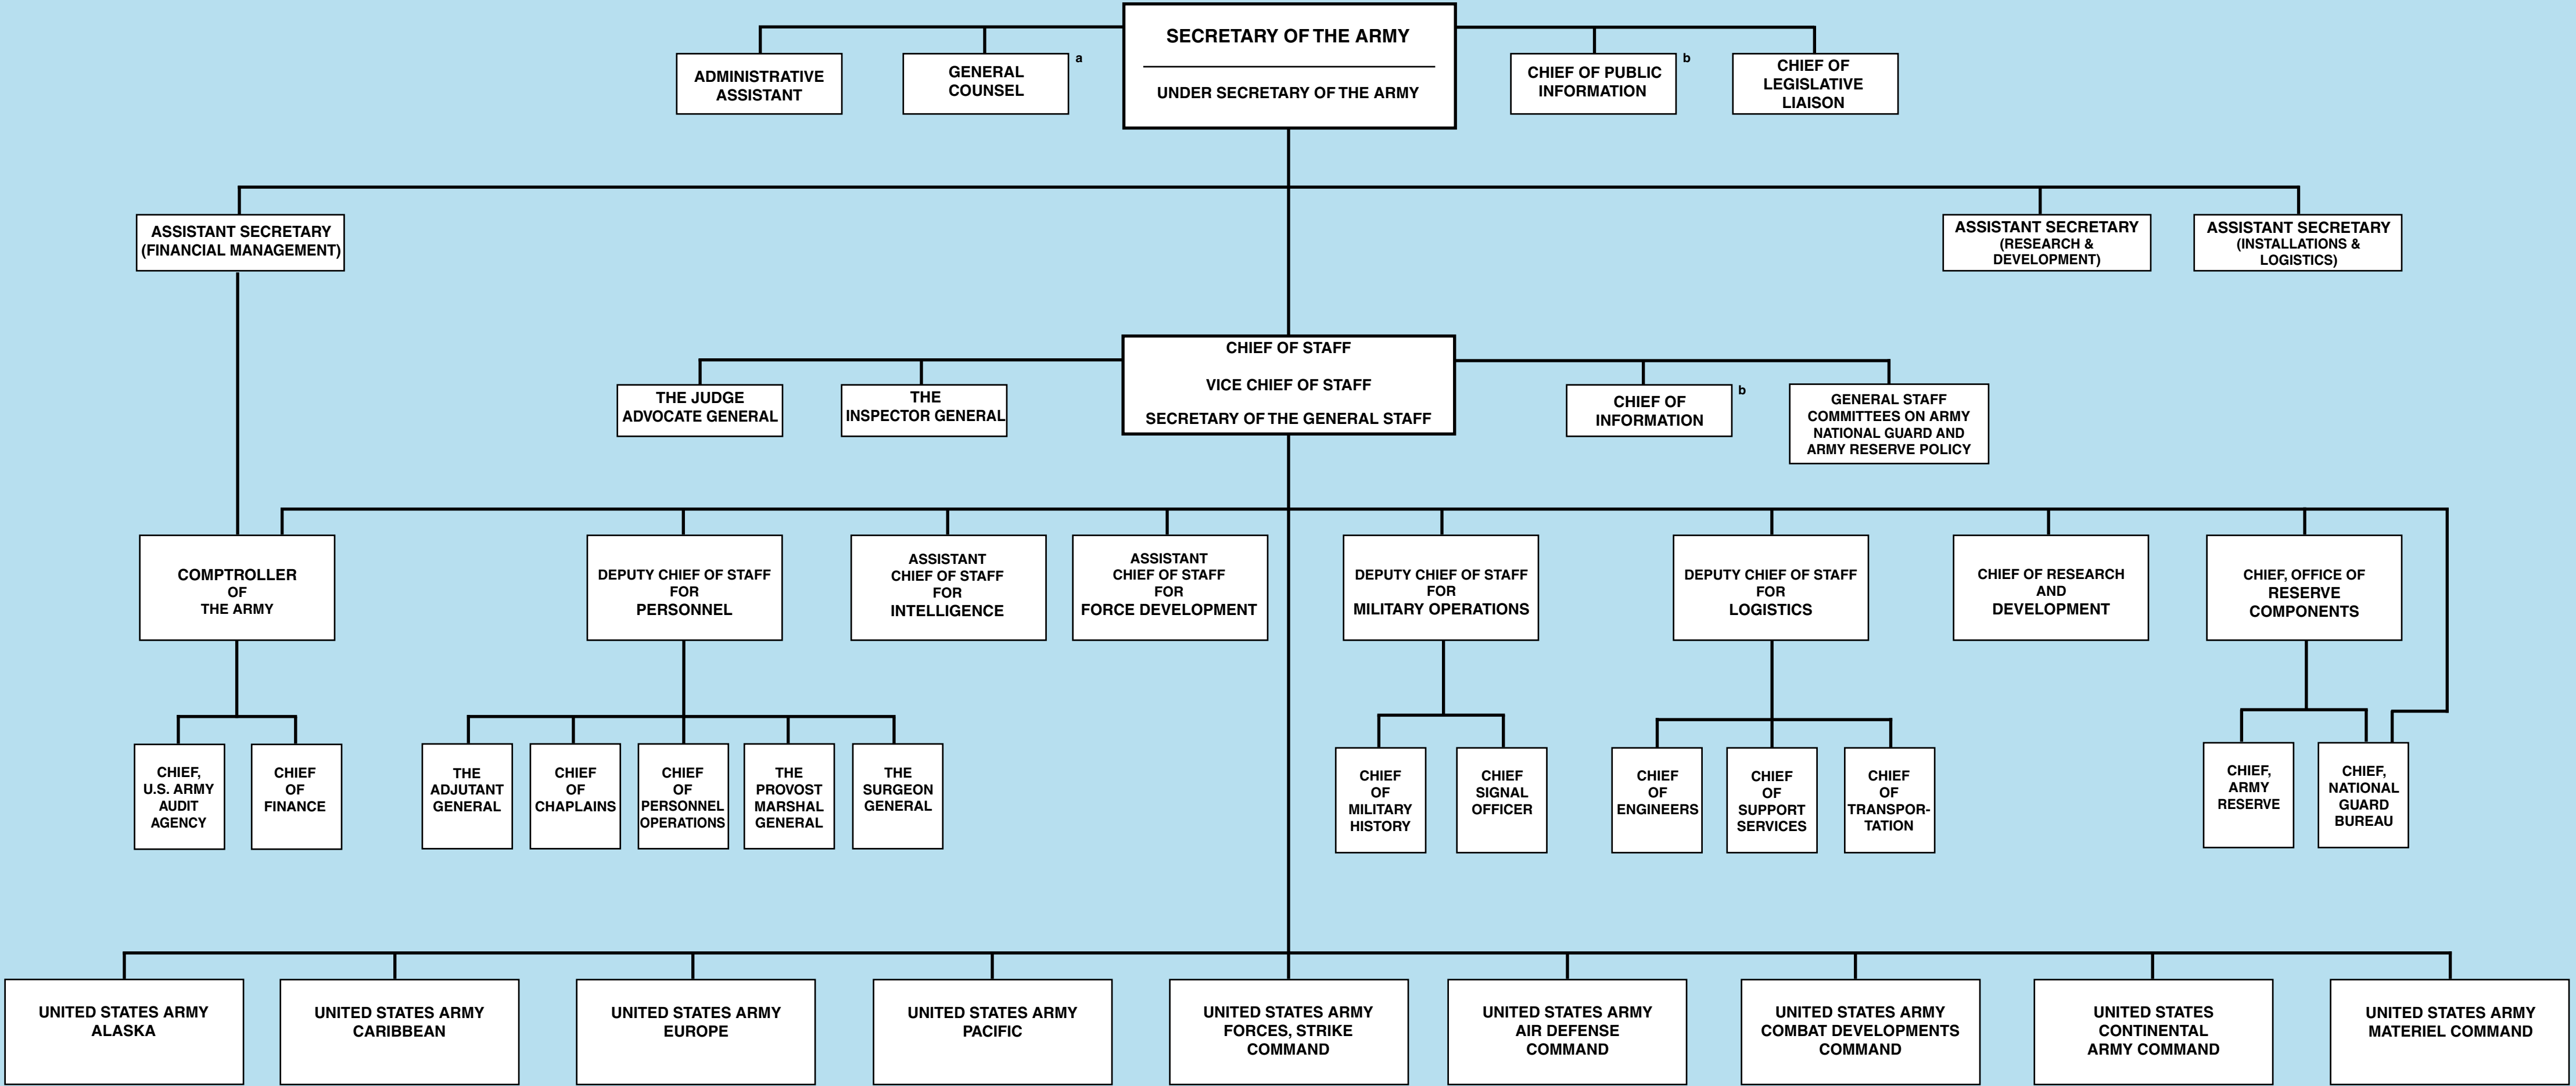 SECRETARY OF THE ARMY
UNDER SECRETARY OF THE ARMY
ADMINISTRATIVE
ASSISTANT
GENERAL
COUNSEL
a
CHIEF OF PUBLIC
INFORMATION
b
CHIEF OF
LEGISLATIVE
LIAISON
ASSISTANT SECRETARY
(FINANCIAL MANAGEMENT)
ASSISTANT SECRETARY
(RESEARCH &
DEVELOPMENT)
ASSISTANT SECRETARY
(INSTALLATIONS &
LOGISTICS)
CHIEF OF STAFF
VICE CHIEF OF STAFF
SECRETARY OF THE GENERAL STAFF
THE JUDGE
ADVOCATE GENERAL
THE
INSPECTOR GENERAL
CHIEF OF
INFORMATION
b
GENERAL STAFF
COMMITTEES ON ARMY
NATIONAL GUARD AND
ARMY RESERVE POLICY
COMPTROLLER
OF
THE ARMY
DEPUTY CHIEF OF STAFF
FOR
PERSONNEL
ASSISTANT
CHIEF OF STAFF
FOR
INTELLIGENCE
ASSISTANT
CHIEF OF STAFF
FOR
FORCE DEVELOPMENT
DEPUTY CHIEF OF STAFF
FOR
MILITARY OPERATIONS
DEPUTY CHIEF OF STAFF
FOR
LOGISTICS
CHIEF OF RESEARCH
AND
DEVELOPMENT
CHIEF, OFFICE OF
RESERVE
COMPONENTS
CHIEF,
U.S. ARMY
AUDIT
AGENCY
CHIEF
OF
FINANCE
THE
ADJUTANT
GENERAL
CHIEF
OF
CHAPLAINS
CHIEF
OF
PERSONNEL
OPERATIONS
THE
PROVOST
MARSHAL
GENERAL
THE
SURGEON
GENERAL
CHIEF
OF
MILITARY
HISTORY
CHIEF
SIGNAL
OFFICER
CHIEF
OF
ENGINEERS
CHIEF
OF
SUPPORT
SERVICES
CHIEF
OF
TRANSPOR-
TATION
CHIEF,
ARMY
RESERVE
CHIEF,
NATIONAL
GUARD
BUREAU
UNITED STATES ARMY
ALASKA
UNITED STATES ARMY
CARIBBEAN
UNITED STATES ARMY
EUROPE
UNITED STATES ARMY
PACIFIC
UNITED STATES ARMY
FORCES, STRIKE
COMMAND
UNITED STATES ARMY
AIR DEFENSE
COMMAND
UNITED STATES ARMY
COMBAT DEVELOPMENTS
COMMAND
UNITED STATES
CONTINENTAL
ARMY COMMAND
UNITED STATES ARMY
MATERIEL COMMAND